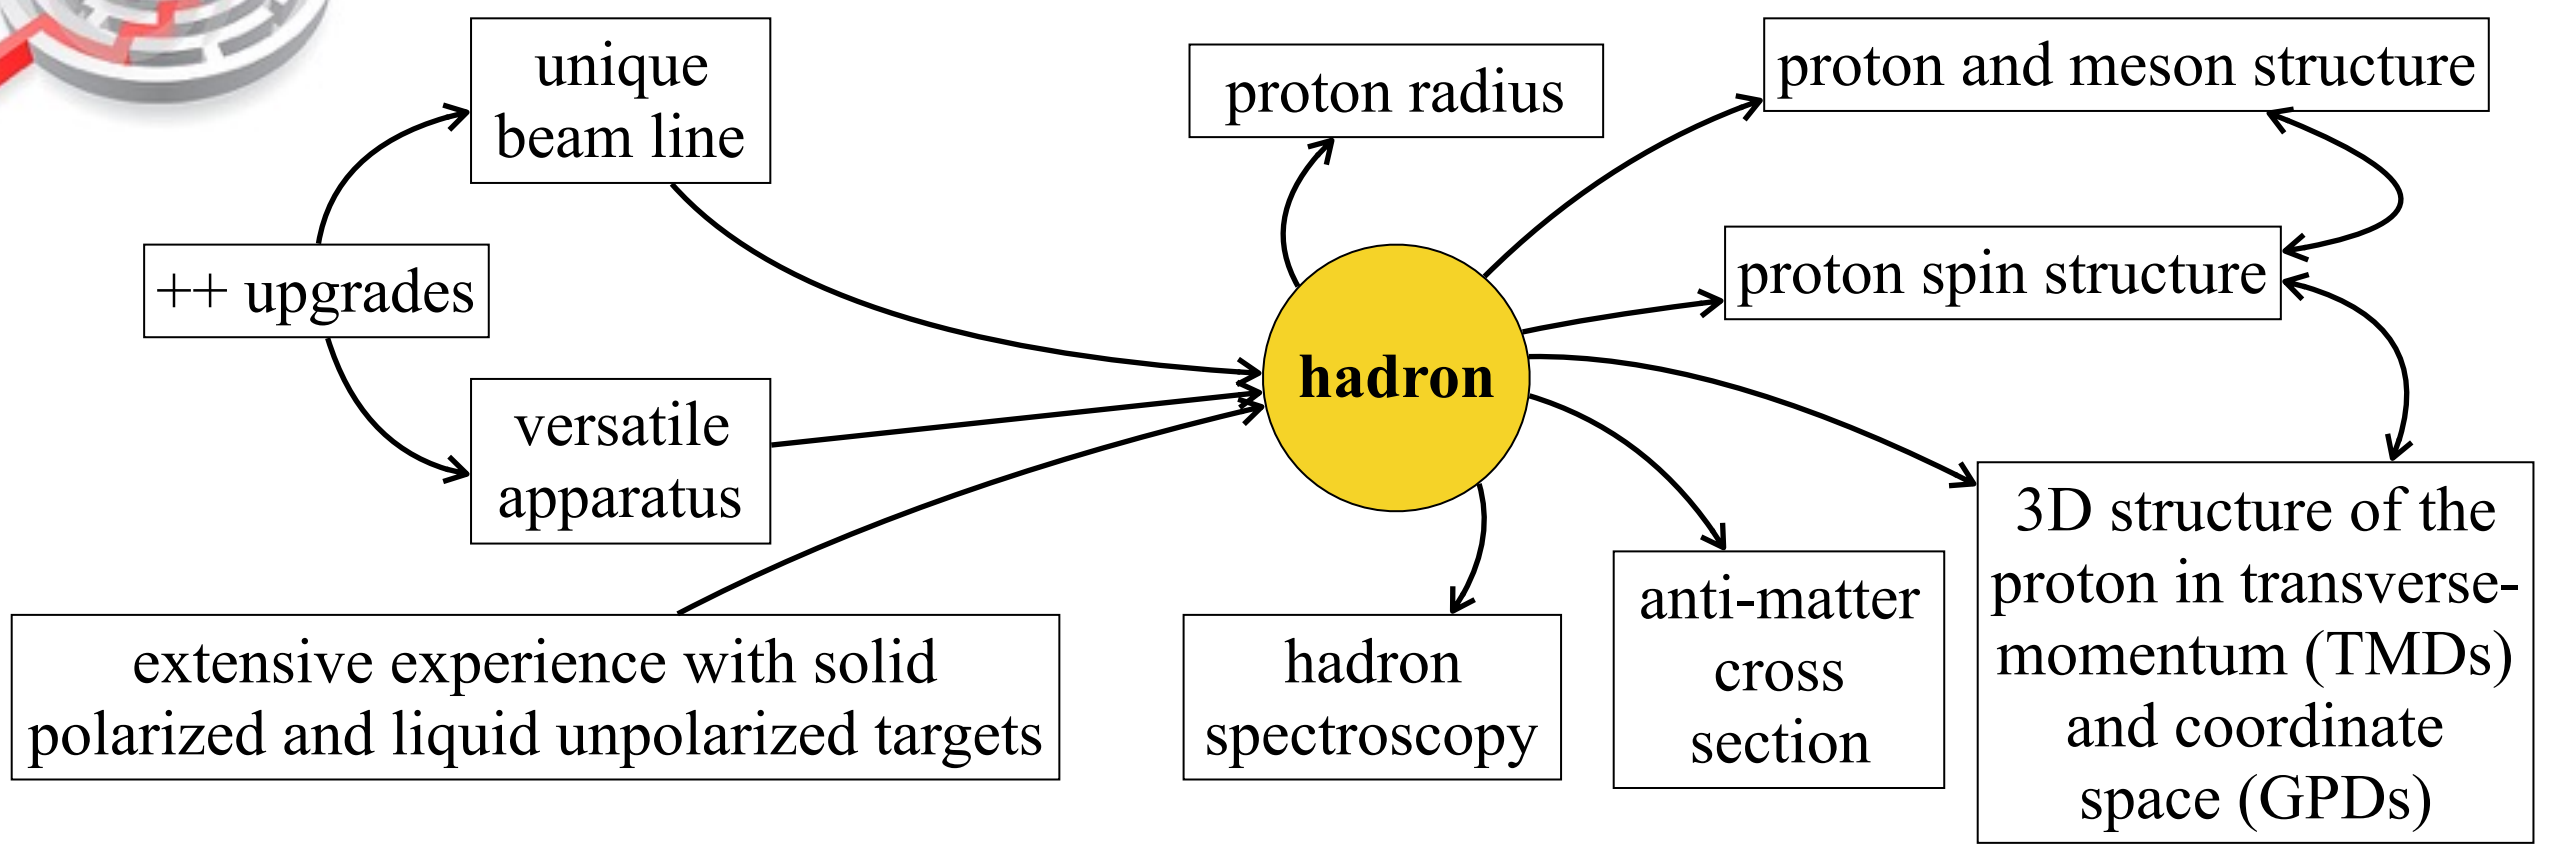 unique
beam line
++ upgrades
versatile
apparatus
extensive experience with solid
polarized and liquid unpolarized targets
hadron
proton radius
proton and meson structure
proton spin structure
3D structure of the
proton in transverse-
momentum (TMDs)
and coordinate
space (GPDs)
anti-matter
cross
section
hadron
spectroscopy